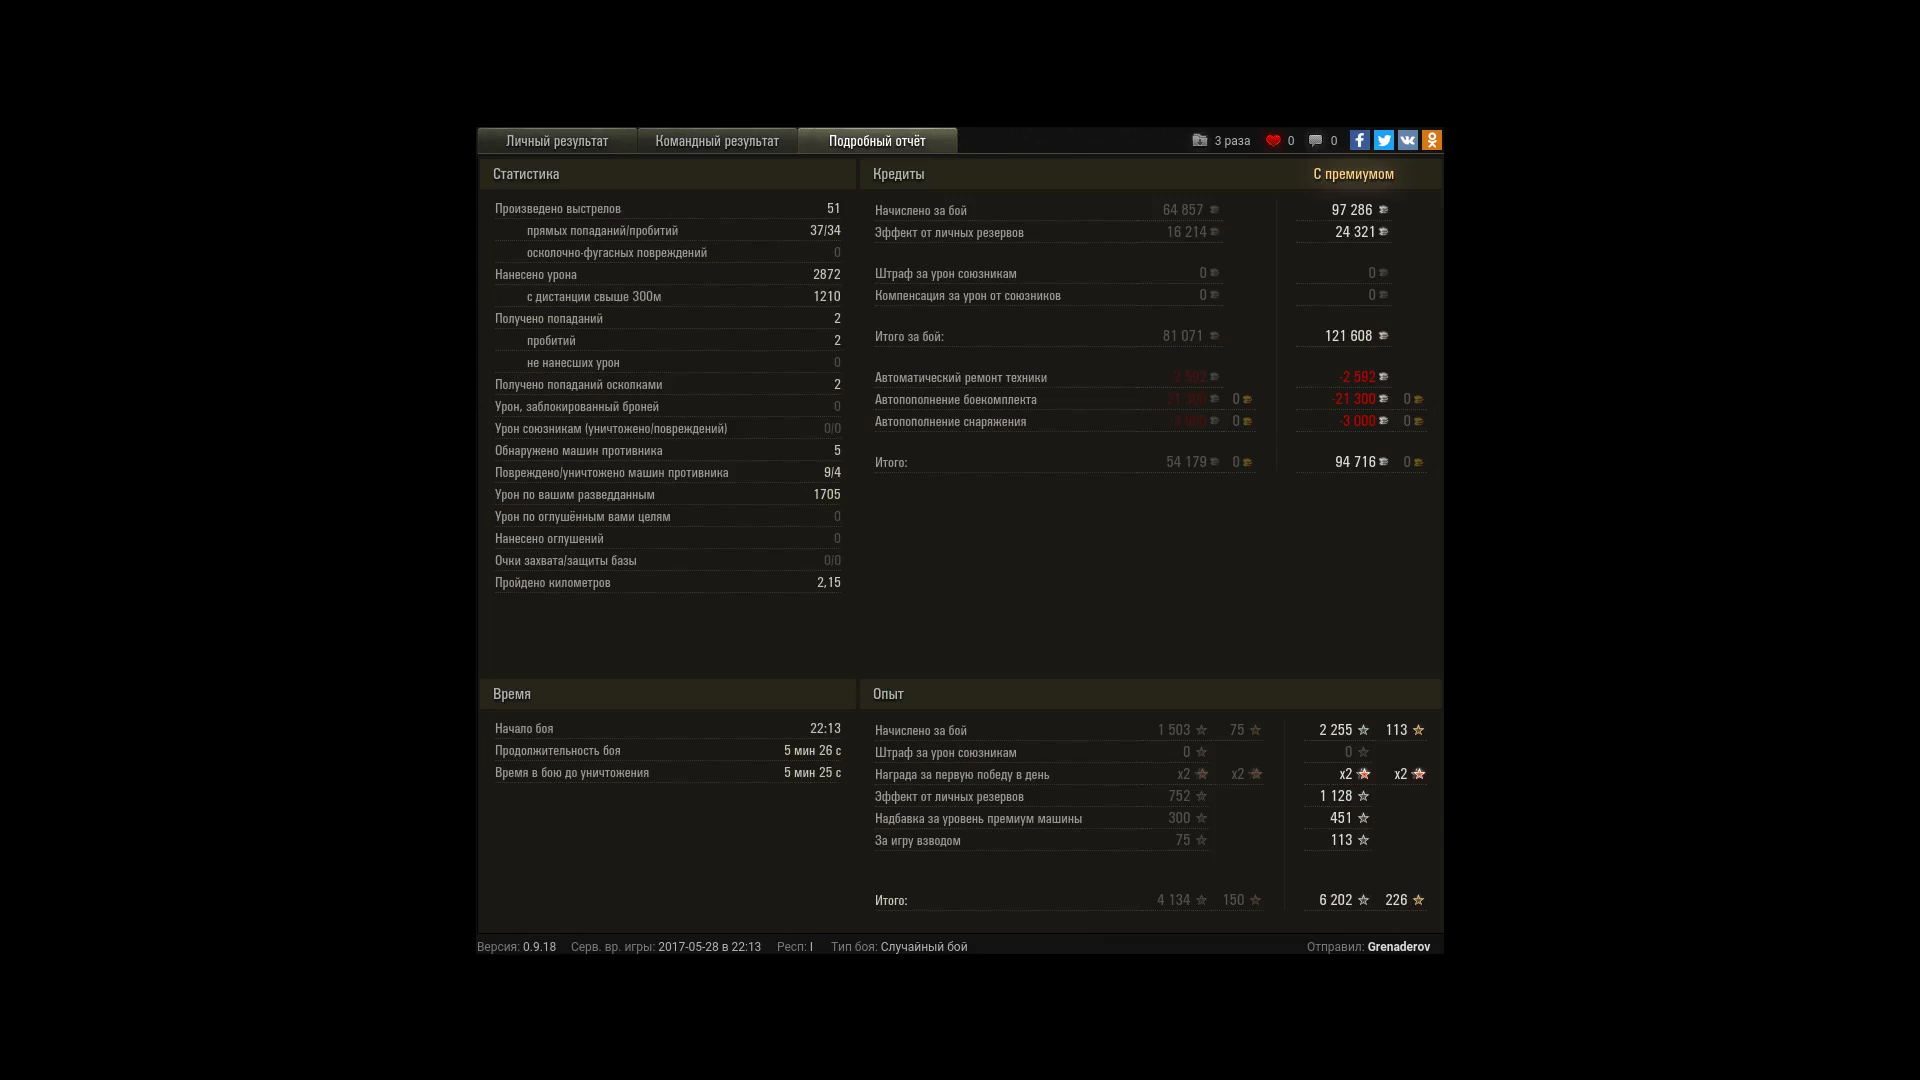 Личный результат Командный результат Подробный отчёт 3 раза 0 0
Статистика
Произведено выстрелов 51
прямых попаданий/пробитий 37/34
осколочно-фугасных повреждений 0
Нанесено урона 2872
с дистанции свыше 300м 1210
Получено попаданий 2
пробитий 2
не нанесших урон 0
Получено попаданий осколками 2
Урон, заблокированный броней 0
Урон союзникам (уничтожено/повреждений) 0/0
Обнаружено машин противника 5
Повреждено/уничтожено машин противника 9/4
Урон по вашим разведданным 1705
Урон по оглушённым вами целям 0
Нанесено оглушений 0
Очки захвата/защиты базы 0/0
Пройдено километров 2,15
Кредиты С премиумом
Начислено за бой 64 857 97 286
Эффект от личных резервов 16 214 24 321
Штраф за урон союзникам 0 0
Компенсация за урон от союзников 0 0
Итого за бой: 81 071 121 608
Автоматический ремонт техники -2 592 -2 592
Автопополнение боекомплекта -21 300 0 -21 300 0
Автопополнение снаряжения -3 000 0 -3 000 0
Итого: 54 179 0 94 716 0
Время
Начало боя 22:13
Продолжительность боя 5 мин 26 с
Время в бою до уничтожения 5 мин 25 с
Опыт
Начислено за бой 1 503 75 2 255 113
Штраф за урон союзникам 0 0
Награда за первую победу в день x2 x2 x2 x2
Эффект от личных резервов 752 1 128
Надбавка за уровень премиум машины 300 451
За игру взводом 75 113
Итого: 4 134 150 6 202 226
Версия: 0.9.18 Серв. вр. игры: 2017-05-28 в 22:13 Респ: I Тип боя: Случайный бой Отправил: Grenaderov